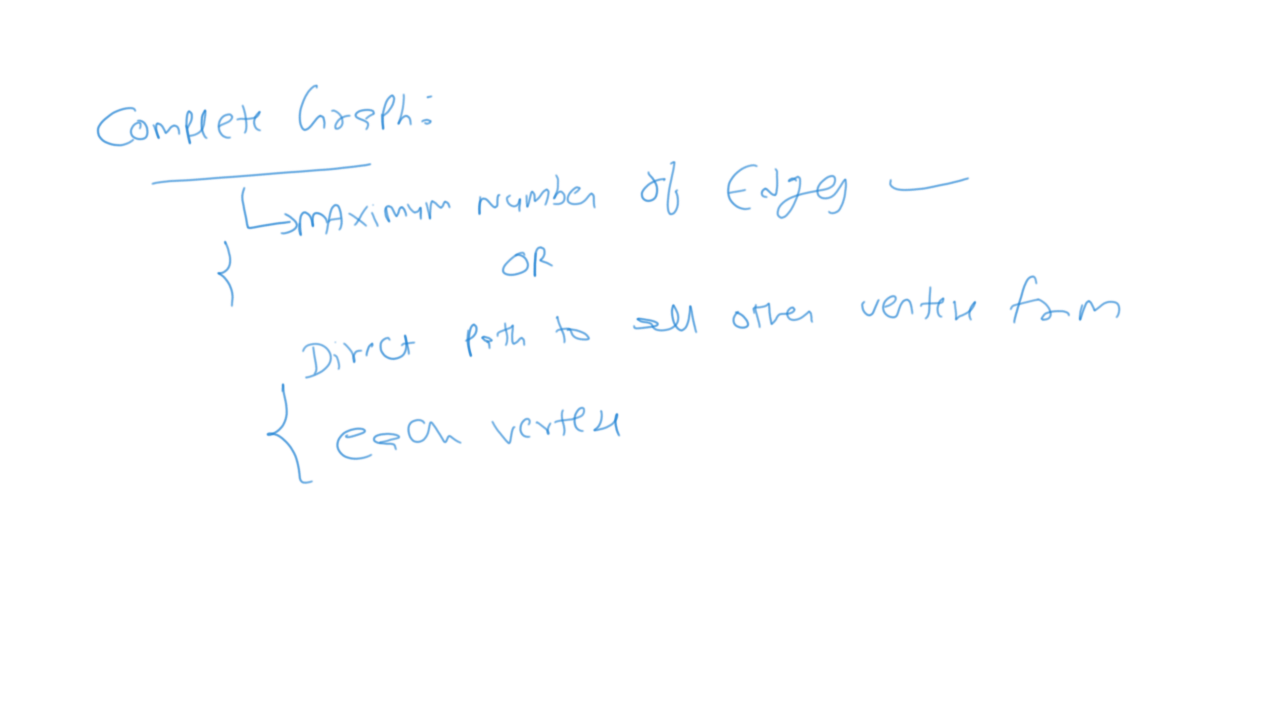 Complete Graph:
Maximum Number of Edges
OR
Direct path to all other vertex from
each vertex